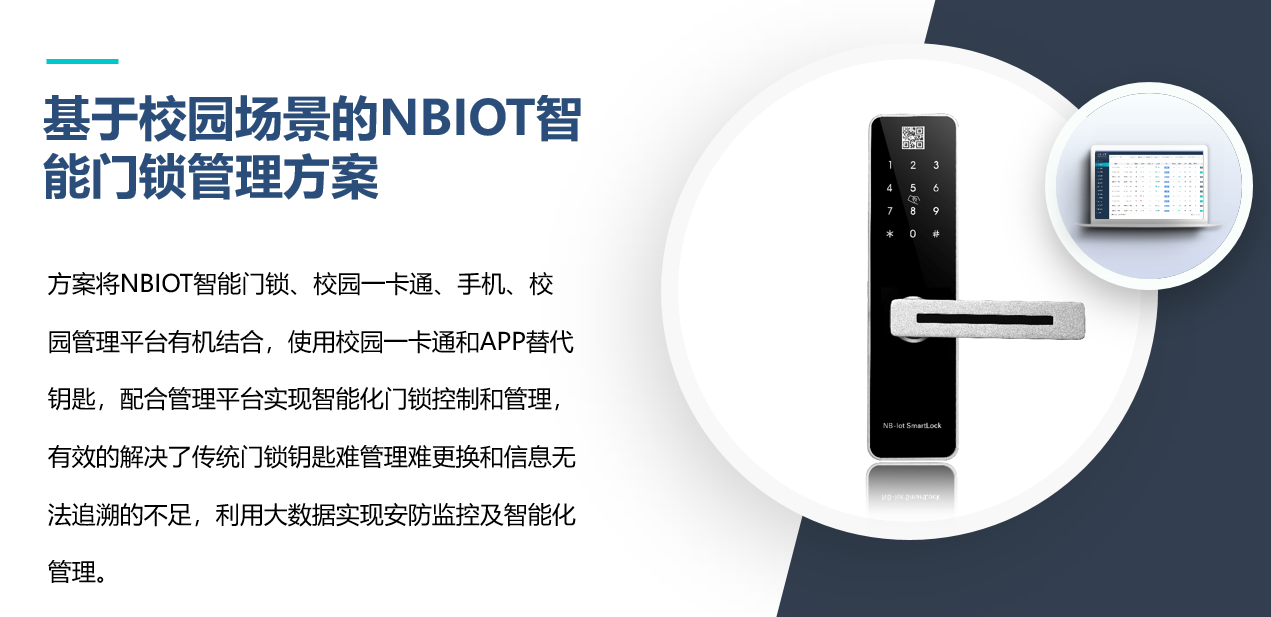 基于校园场景的NBIOT智
能门锁管理方案
方案将NBIOT智能门锁、校园一卡通、手机、校
园管理平台有机结合，使用校园一卡通和APP替代
钥匙，配合管理平台实现智能化门锁控制和管理，
有效的解决了传统门锁钥匙难管理难更换和信息无
法追溯的不足，利用大数据实现安防监控及智能化
管理。
1 2 3
4 5 6
7 8 9
* 0 #
NB-Iot SmartLock